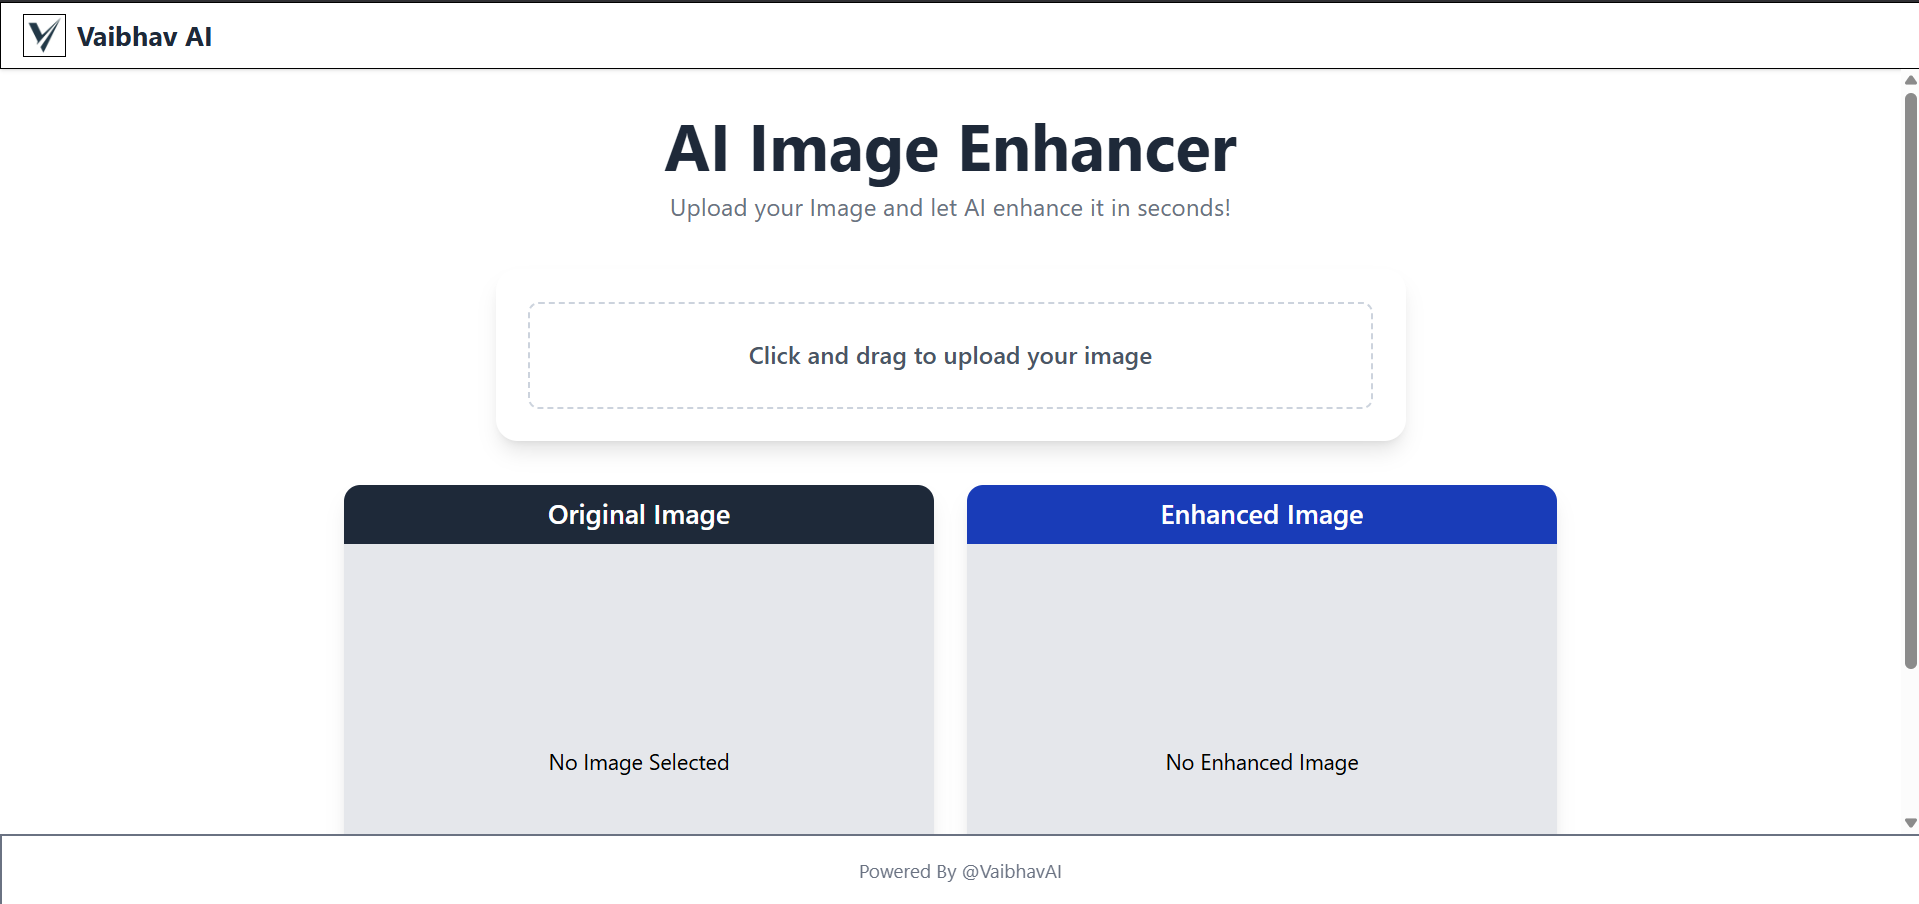 Vaibhav AI
AI Image Enhancer
Upload your Image and let AI enhance it in seconds!
Click and drag to upload your image
Original Image
Enhanced Image
No Image Selected
No Enhanced Image
Powered By @VaibhavAI